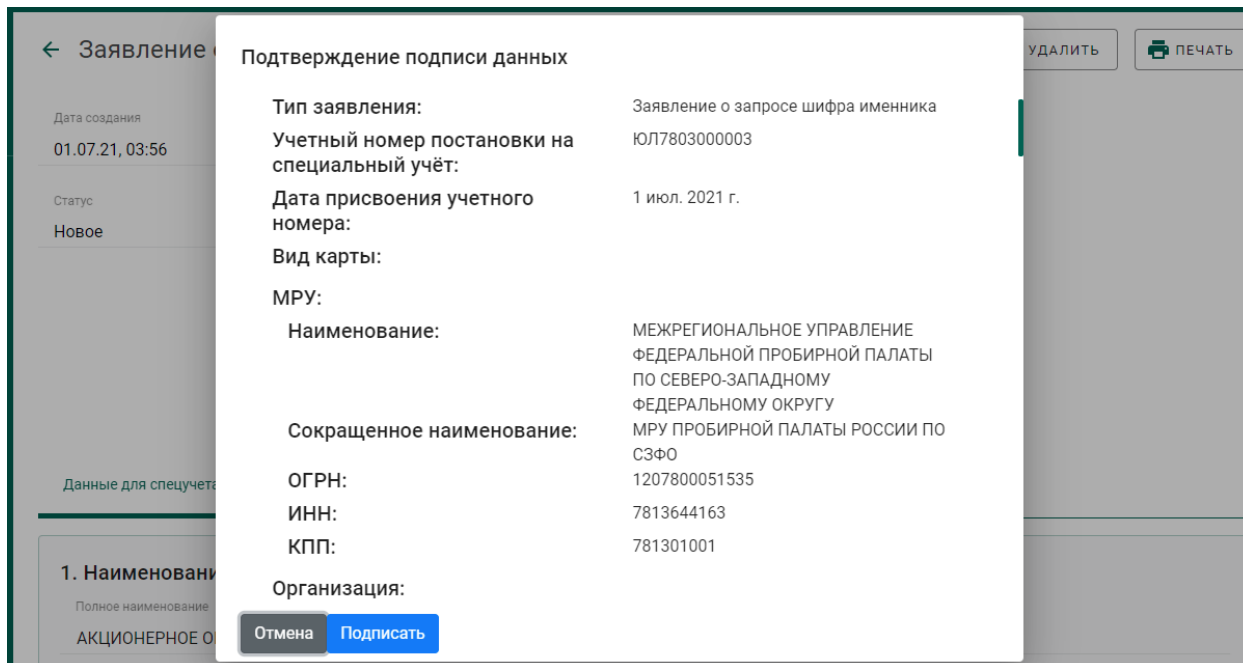 Заявление
УДАЛИТЬ
ПЕЧАТЬ
Подтверждение подписи данных
Дата создания
01.07.21, 03:56
Статус
Новое
Тип заявления:
Заявление о запросе шифра именника
Учетный номер постановки на
специальный учёт:
ЮЛ7803000003
Дата присвоения учетного
номера:
1 июл. 2021 г.
Вид карты:
МРУ:
Наименование:
МЕЖРЕГИОНАЛЬНОЕ УПРАВЛЕНИЕ
ФЕДЕРАЛЬНОЙ ПРОБИРНОЙ ПАЛАТЫ
ПО СЕВЕРО-ЗАПАДНОМУ
ФЕДЕРАЛЬНОМУ ОКРУГУ
Сокращенное наименование:
МРУ ПРОБИРНОЙ ПАЛАТЫ РОССИИ ПО
СЗФО
ОГРН:
1207800051535
ИНН:
7813644163
КПП:
781301001
Организация:
Данные для спецучета
1. Наименовани
Полное наименование
АКЦИОНЕРНОЕ О
Отмена
Подписать